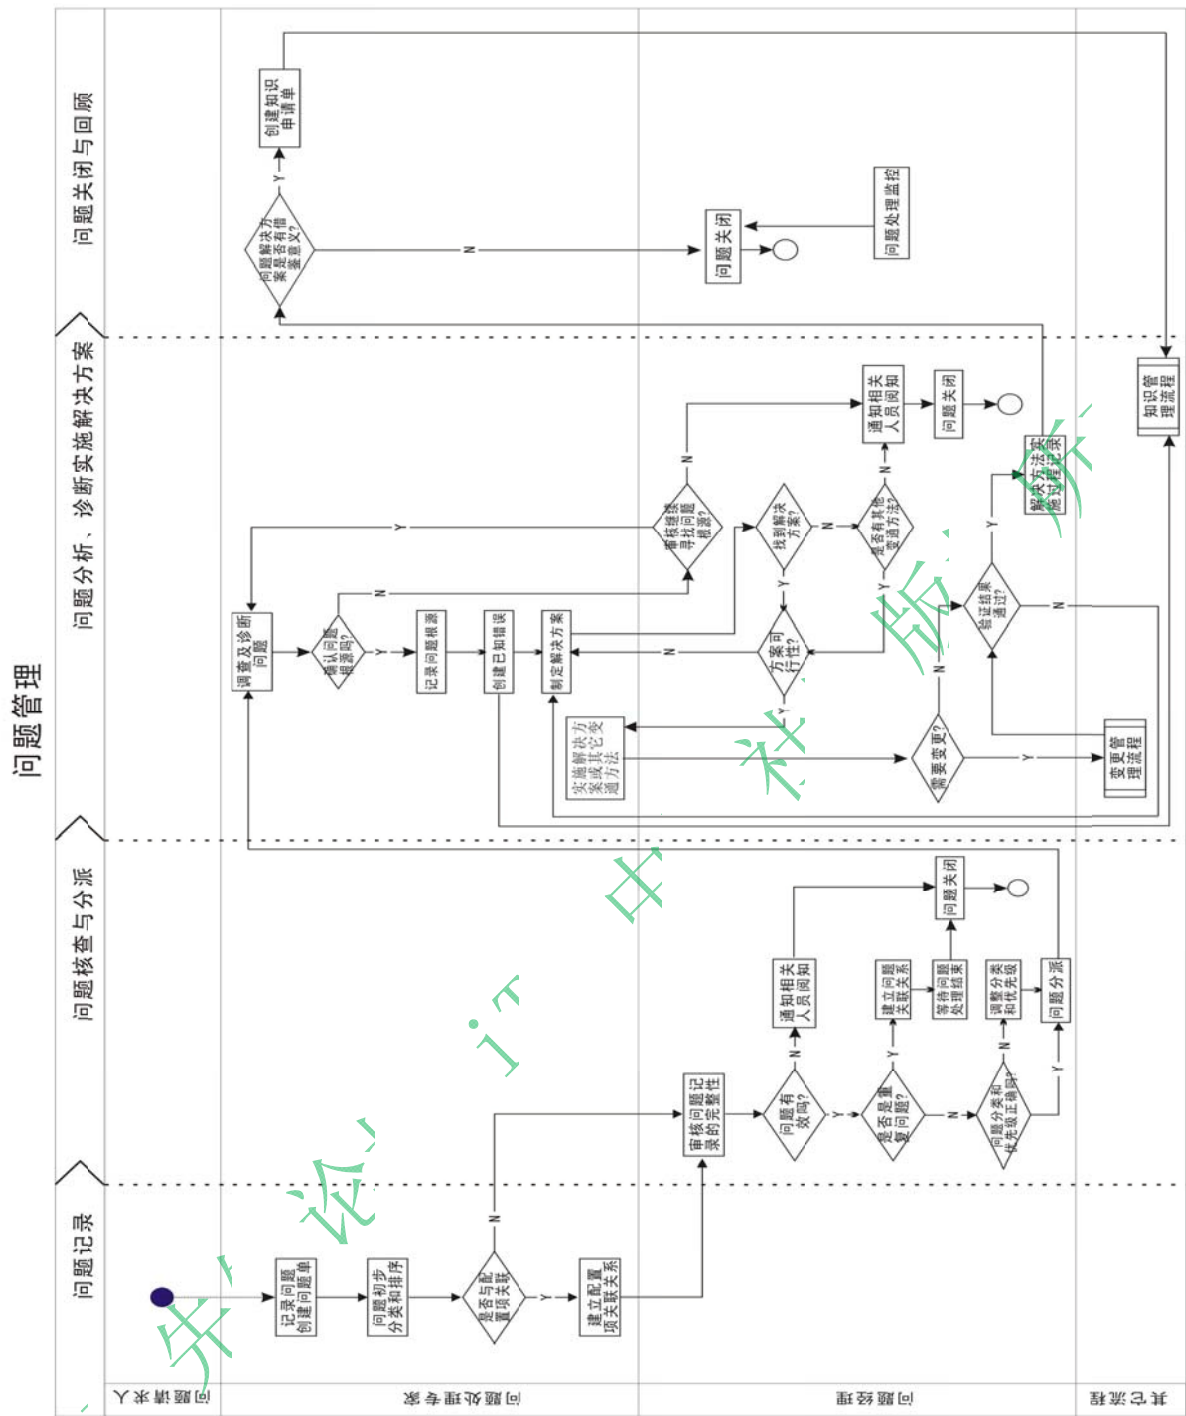 问题管理
问题记录
问题核查与分派
问题分析、诊断实施解决方案
问题关闭与回顾
问题请求人
问题处理专家
问题经理
其它流程
记录问题
创建问题单
问题初步
分类和排序
是否与配
置项关联
N
Y
建立配置
项关联关系
审核问题记
录的完整性
问题有
效吗?
N
Y
通知相关
人员阅知
是否是重
复问题?
Y
N
建立问题
关联关系
等待问题
处理结束
问题关闭
问题分类和
优先级正确吗?
N
Y
调整分类
和优先级
问题分派
调查及诊断
问题
确认问题
根源吗?
N
Y
记录问题根源
创建已知错误
制定解决方案
审核继续
寻找问题
根源?
Y
N
找到解决
方案?
Y
N
方案可
行性?
N
Y
是否有其他
变通方法?
N
Y
通知相关
人员阅知
问题关闭
实施解决方
案或其它变
通方法
需要变更?
N
Y
变更管
理流程
验证结果
通过?
Y
N
解决方法实
施过程记录
知识管
理流程
问题解决方
案是否有借
鉴意义?
Y
N
创建知识
申请单
问题关闭
问题处理监控
论
iT
中
社
版
所